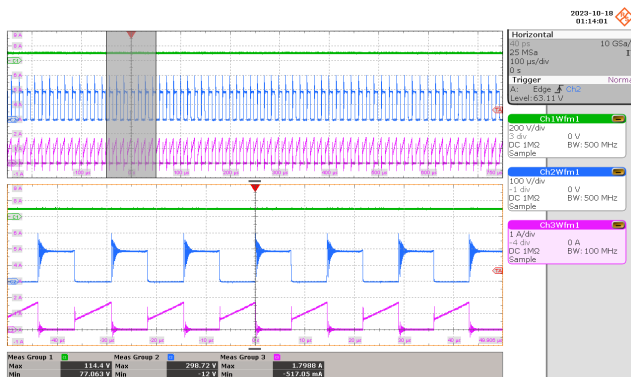 2023-10-18
01:14:01
Horizontal
40 ps 10 GSa/
25 MSa
100 µs/div
0 s
Trigger Norma
A: Edge Ch2
Level: 63.11 V
Ch1Wfm1
200 V/div
3 div 0 V
DC 1MΩ BW: 500 MHz
Sample
Ch2Wfm1
100 V/div
-1 div 0 V
DC 1MΩ BW: 500 MHz
Sample
Ch3Wfm1
1 A/div
-4 div 0 A
DC 1MΩ BW: 100 MHz
Sample
TA
TA
Meas Group 1 Meas Group 2 Meas Group 3
Max 114.4 V Max 298.72 V Max 1.7988 A
Min 77.063 V Min -12 V Min -517.05 mA